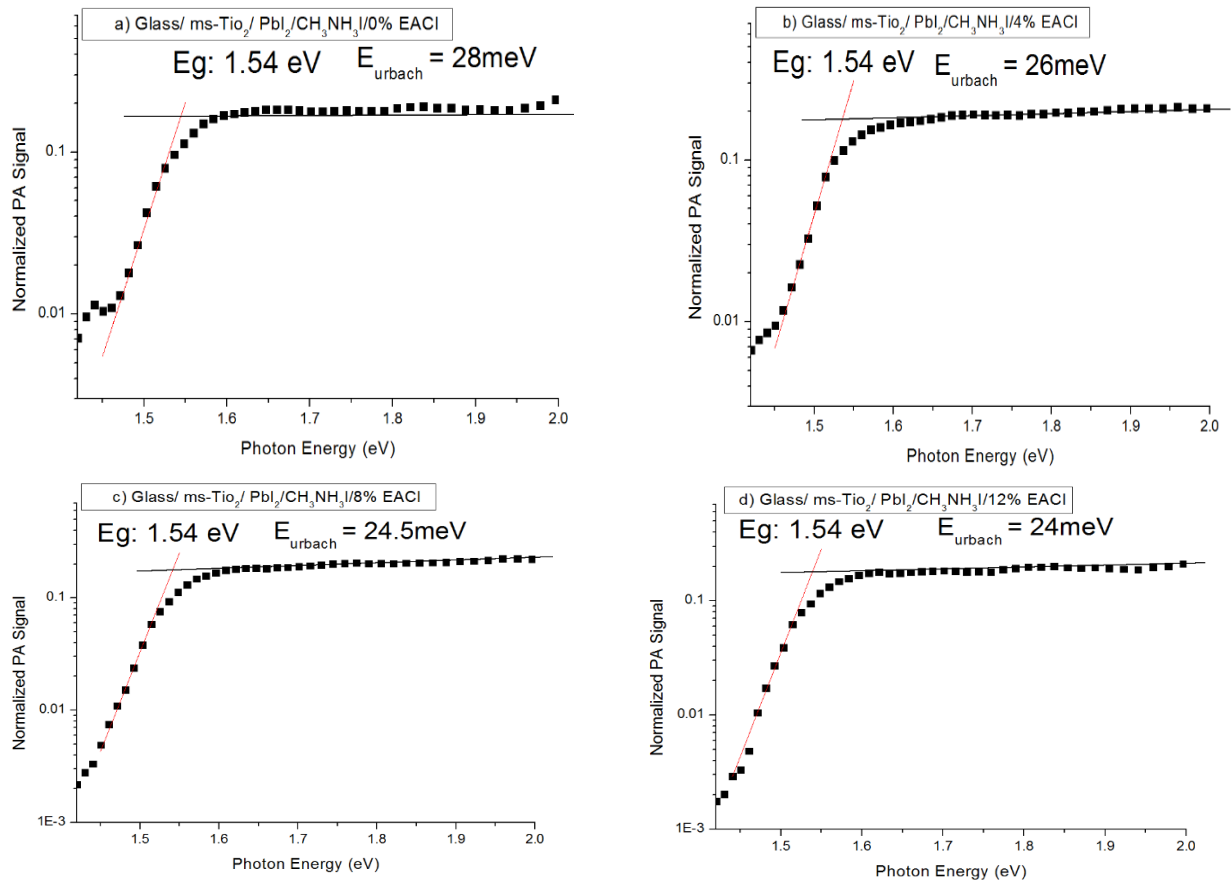 a) Glass/ ms-Tio₂/ PbI₂/CH₃NH₃I/0% EACl
Eg: 1.54 eV E_urbach = 28meV
Normalized PA Signal
0.1
0.01
1.5 1.6 1.7 1.8 1.9 2.0
Photon Energy (eV)
b) Glass/ ms-Tio₂/ PbI₂/CH₃NH₃I/4% EACl
Eg: 1.54 eV E_urbach = 26meV
Normalized PA Signal
0.1
0.01
1.5 1.6 1.7 1.8 1.9 2.0
Photon Energy (eV)
c) Glass/ ms-Tio₂/ PbI₂/CH₃NH₃I/8% EACl
Eg: 1.54 eV E_urbach = 24.5meV
Normalized PA Signal
0.1
0.01
1E-3
1.5 1.6 1.7 1.8 1.9 2.0
Photon Energy (eV)
d) Glass/ ms-Tio₂/ PbI₂/CH₃NH₃I/12% EACl
Eg: 1.54 eV E_urbach = 24meV
Normalized PA Signal
0.1
0.01
1E-3
1.5 1.6 1.7 1.8 1.9 2.0
Photon Energy (eV)